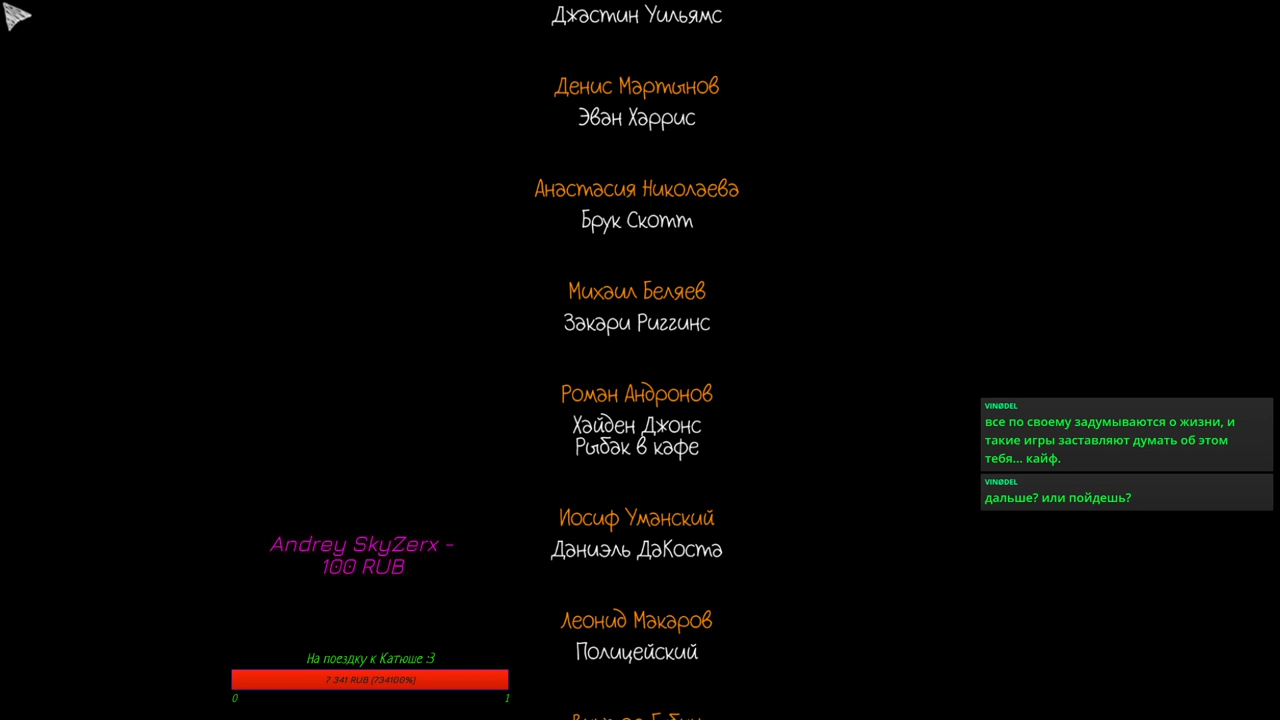 Джастин Уильямс
Денис Мартынов
Эван Харрис
Анастасия Николаева
Брук Скотт
Михаил Беляев
Закари Риггинс
Роман Андронов
Хайден Джонс
Рыбак в кафе
Иосиф Уманский
Даниэль ДаКоста
Леонид Макаров
Полицейский
VINØDEL
все по своему задумываются о жизни, и
такие игры заставляют думать об этом
тебя... кайф.
VINØDEL
дальше? или пойдешь?
Andrey SkyZerx -
100 RUB
На поездку к Катюше :3
7 341 RUB (734100%)
0
1